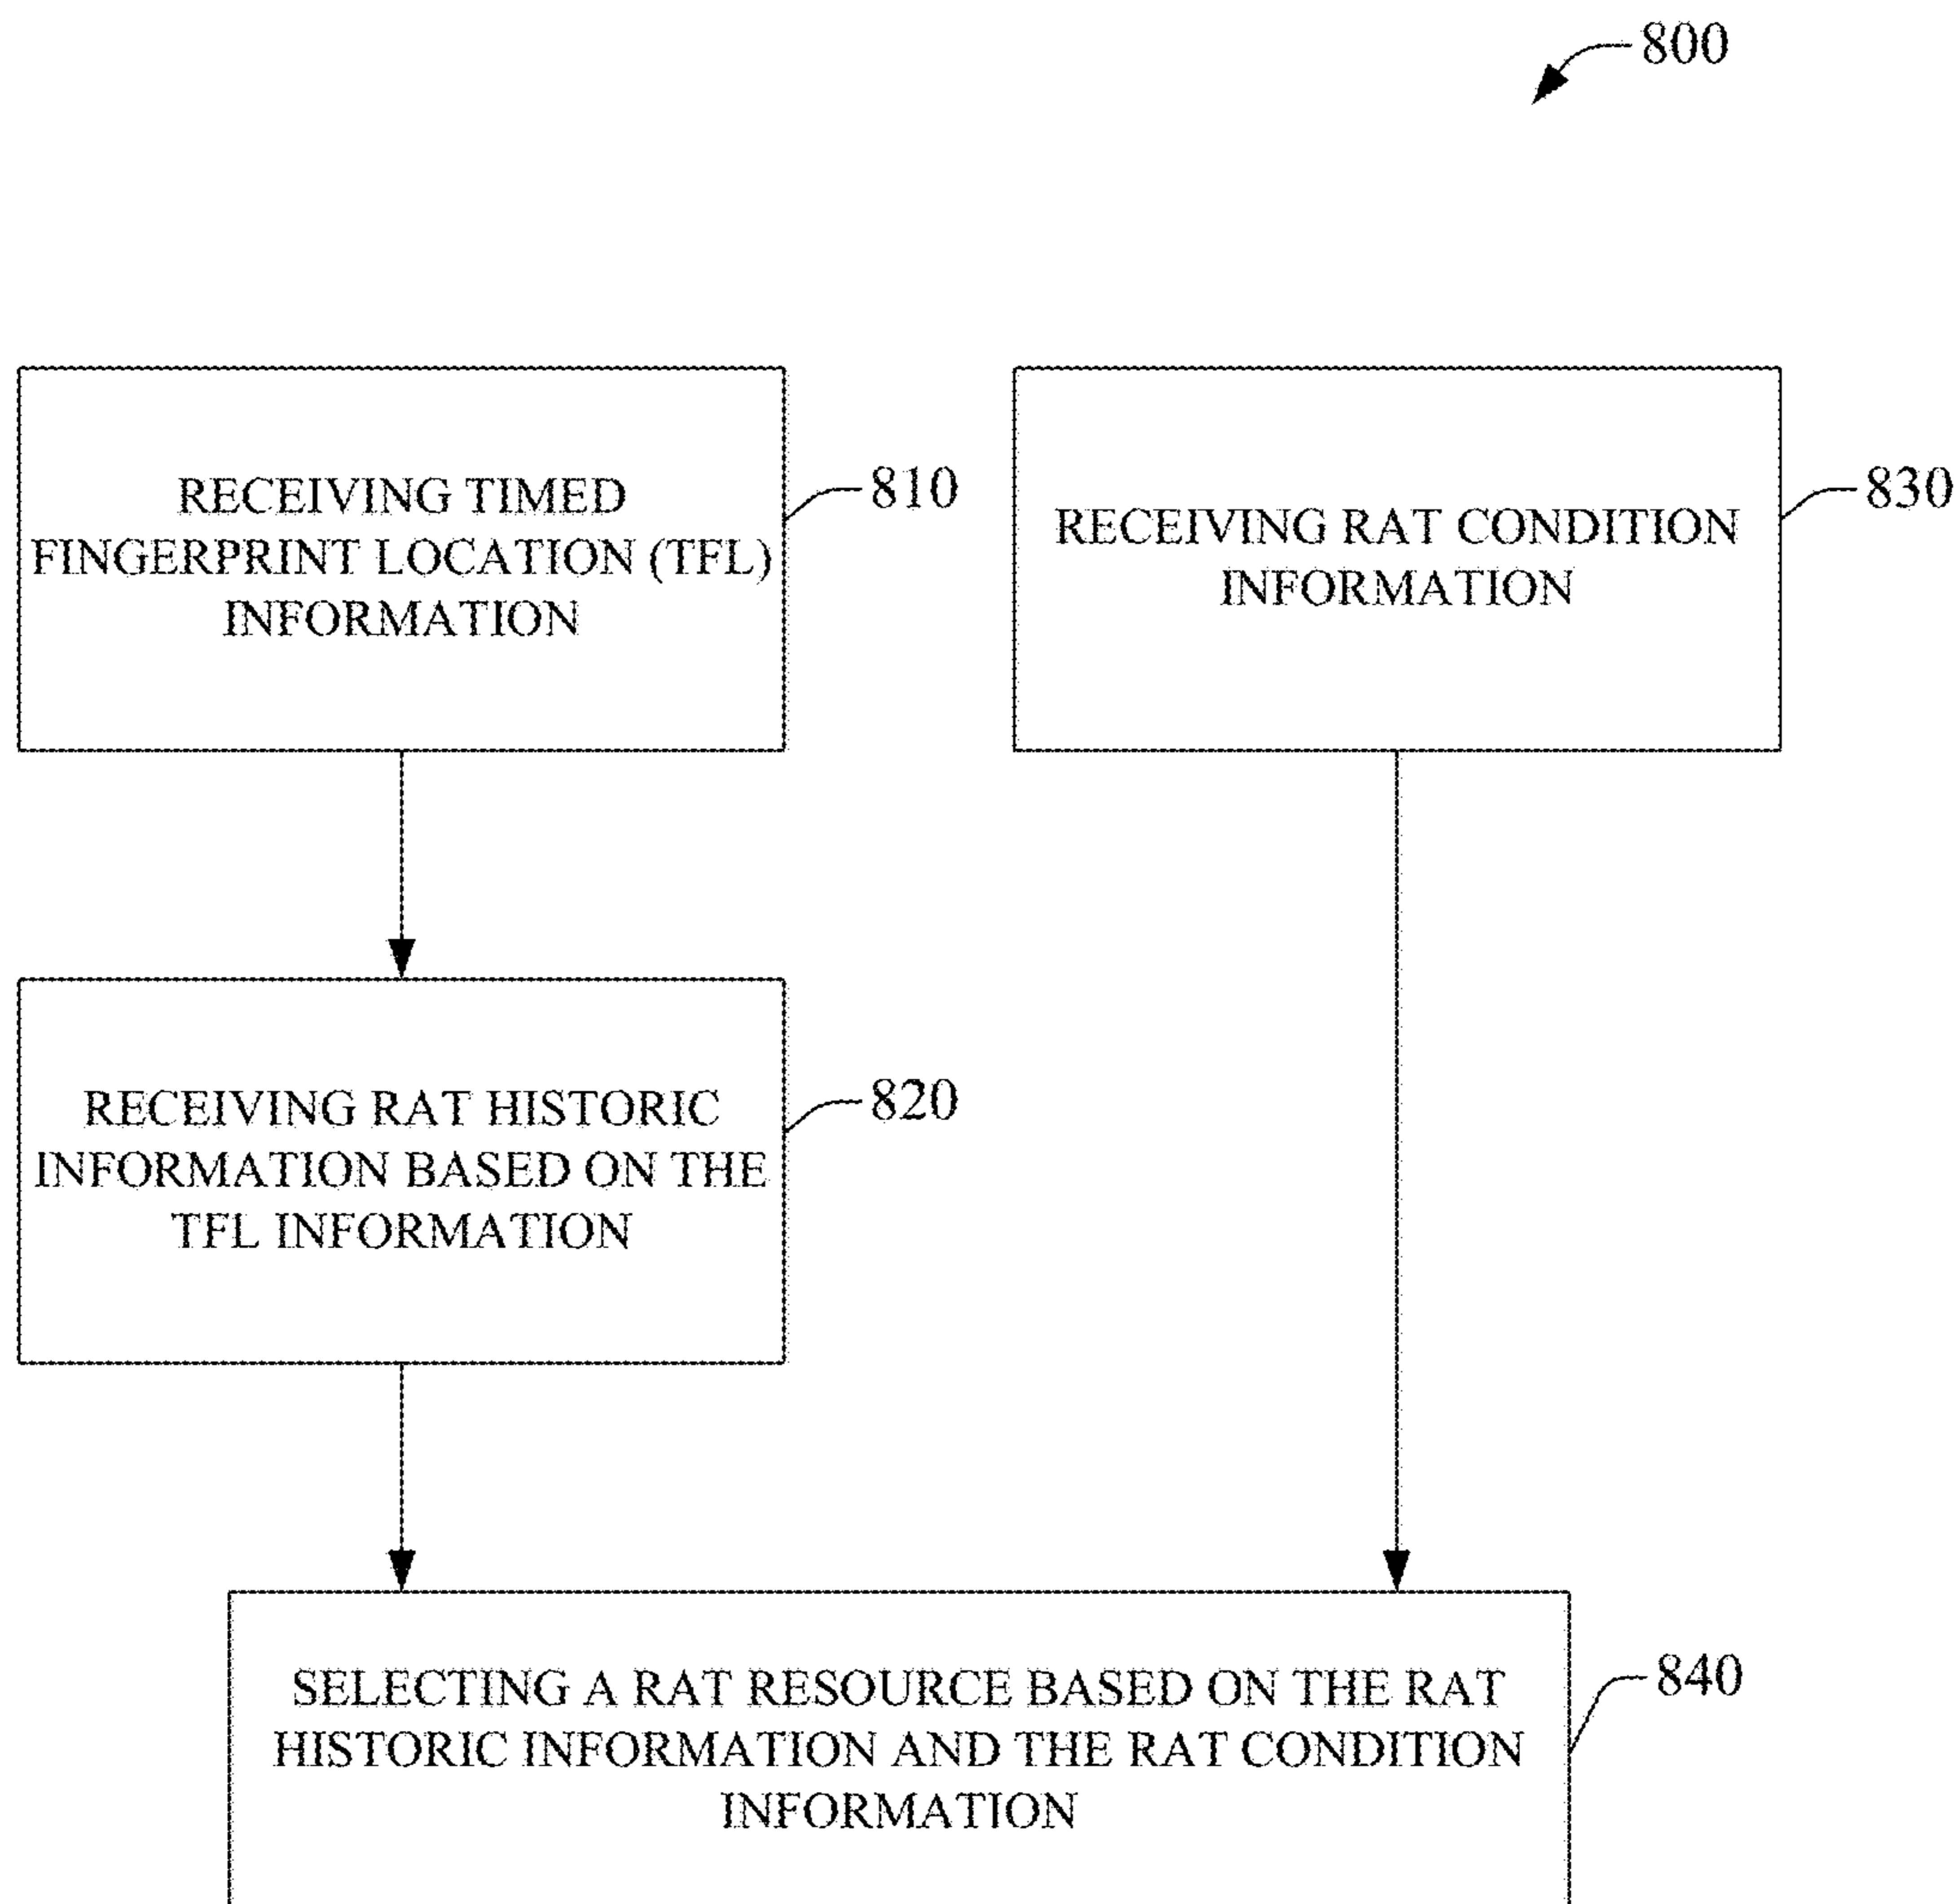 800
RECEIVING TIMED
FINGERPRINT LOCATION (TFL)
INFORMATION
810
RECEIVING RAT CONDITION
INFORMATION
830
RECEIVING RAT HISTORIC
INFORMATION BASED ON THE
TFL INFORMATION
820
SELECTING A RAT RESOURCE BASED ON THE RAT
HISTORIC INFORMATION AND THE RAT CONDITION
INFORMATION
840